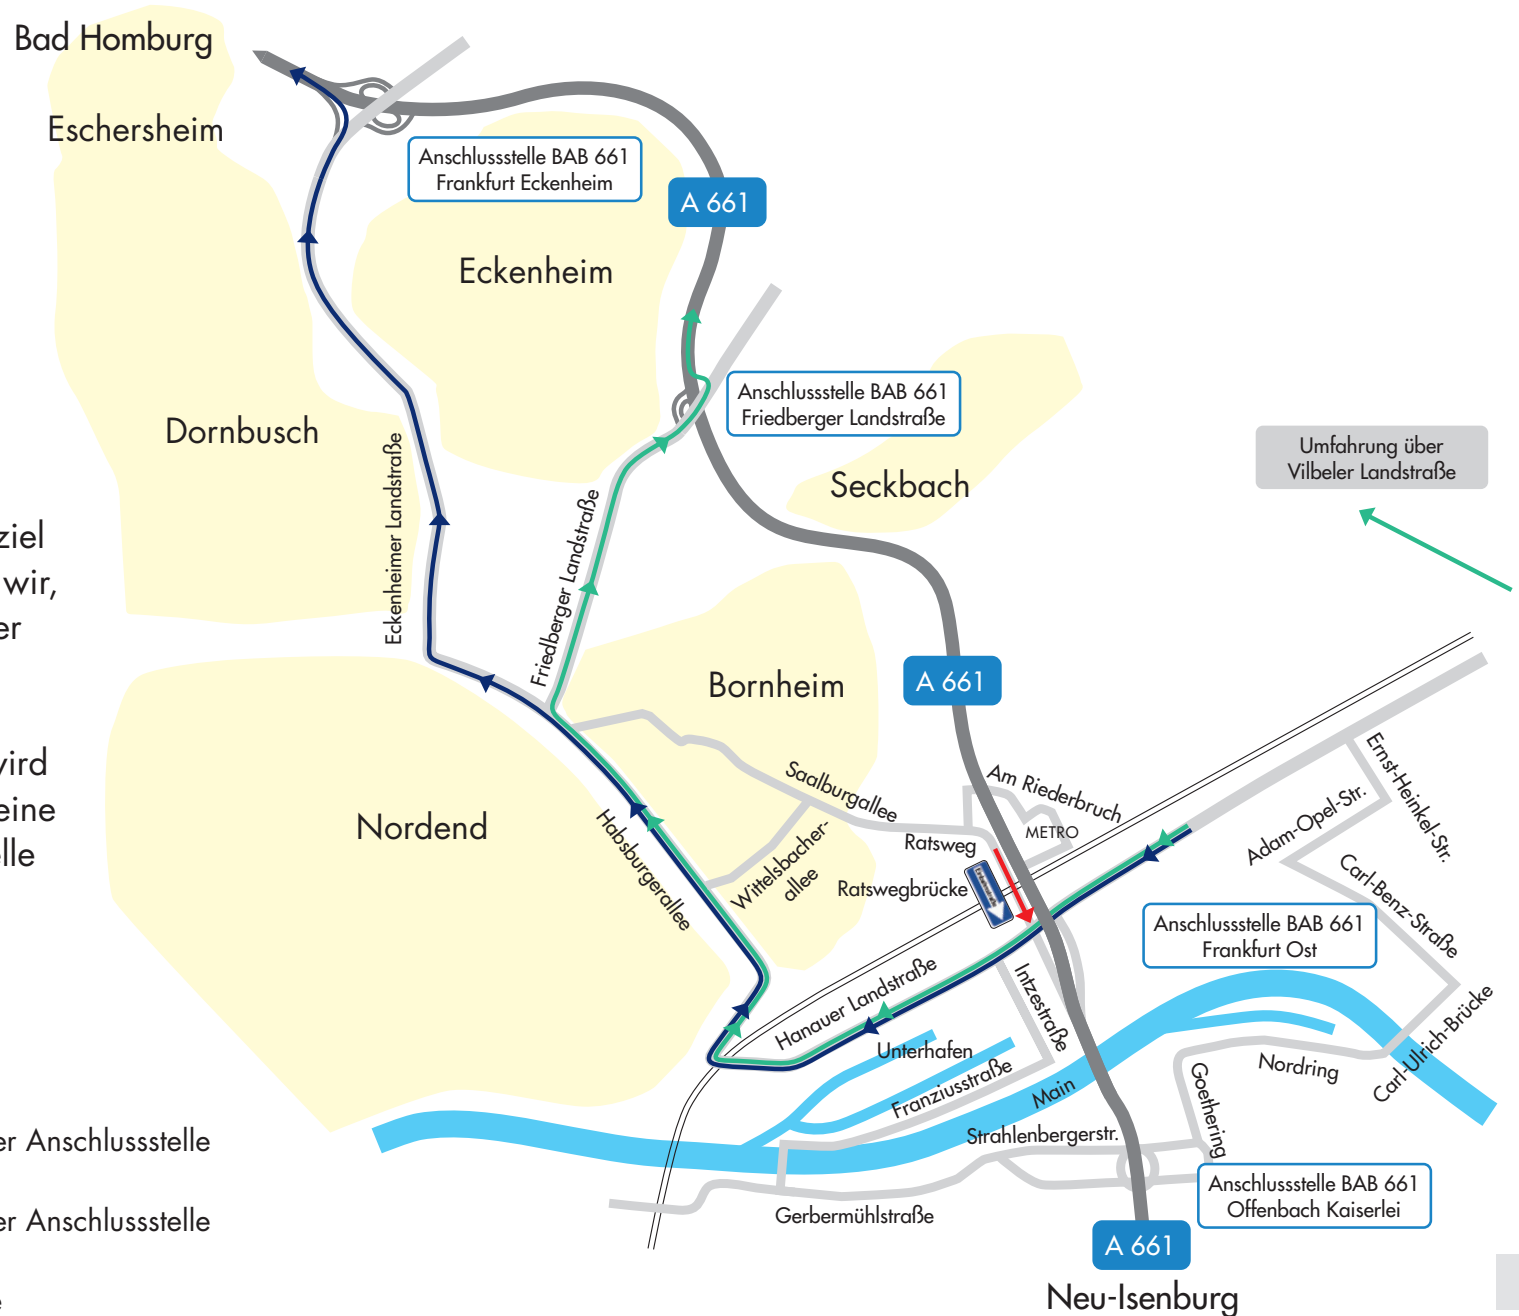 Bad Homburg
Eschersheim
Anschlussstelle BAB 661
Frankfurt Eckenheim
A 661
Eckenheim
Anschlussstelle BAB 661
Friedberger Landstraße
Dornbusch
Eckenheimer Landstraße
Seckbach
Umfahrung über
Vilbeler Landstraße
Friedberger Landstraße
ziel
wir,
er
Bornheim
A 661
vird
eine
elle
Nordend
Habsburgerallee
Saalburgallee
Wittelsbacher-
allee
Am Riederbruch
METRO
Ratsweg
Ratswegbrücke
Einbahnstraße
Ernst-Heinkel-Str.
Adam-Opel-Str.
Carl-Benz-Straße
Anschlussstelle BAB 661
Frankfurt Ost
Hanauer Landstraße
Intzestraße
Unterhafen
Franziusstraße
Main
Carl-Ulrich-Brücke
Nordring
Goethering
Strahlenbergerstr.
er Anschlussstelle
er Anschlussstelle
e
Anschlussstelle BAB 661
Offenbach Kaiserlei
Gerbermühlstraße
A 661
Neu-Isenburg